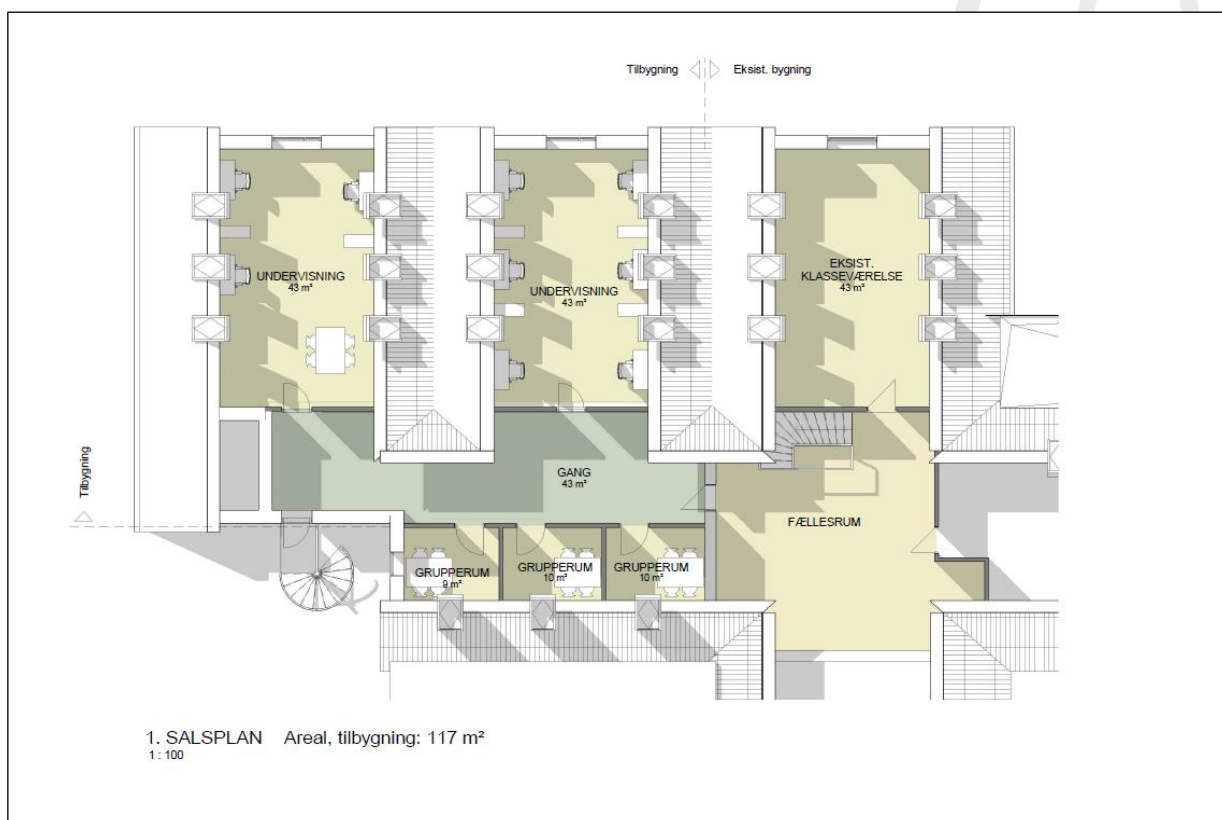 Tilbygning
Eksist. bygning
UNDERVISNING
43 m²
UNDERVISNING
43 m²
EKSIST.
KLASSEVÆRELSE
43 m²
Tilbygning
GANG
43 m²
FÆLLESRUM
GRUPPERUM
9 m²
GRUPPERUM
10 m²
GRUPPERUM
10 m²
1. SALSPLAN Areal, tilbygning: 117 m²
1 : 100